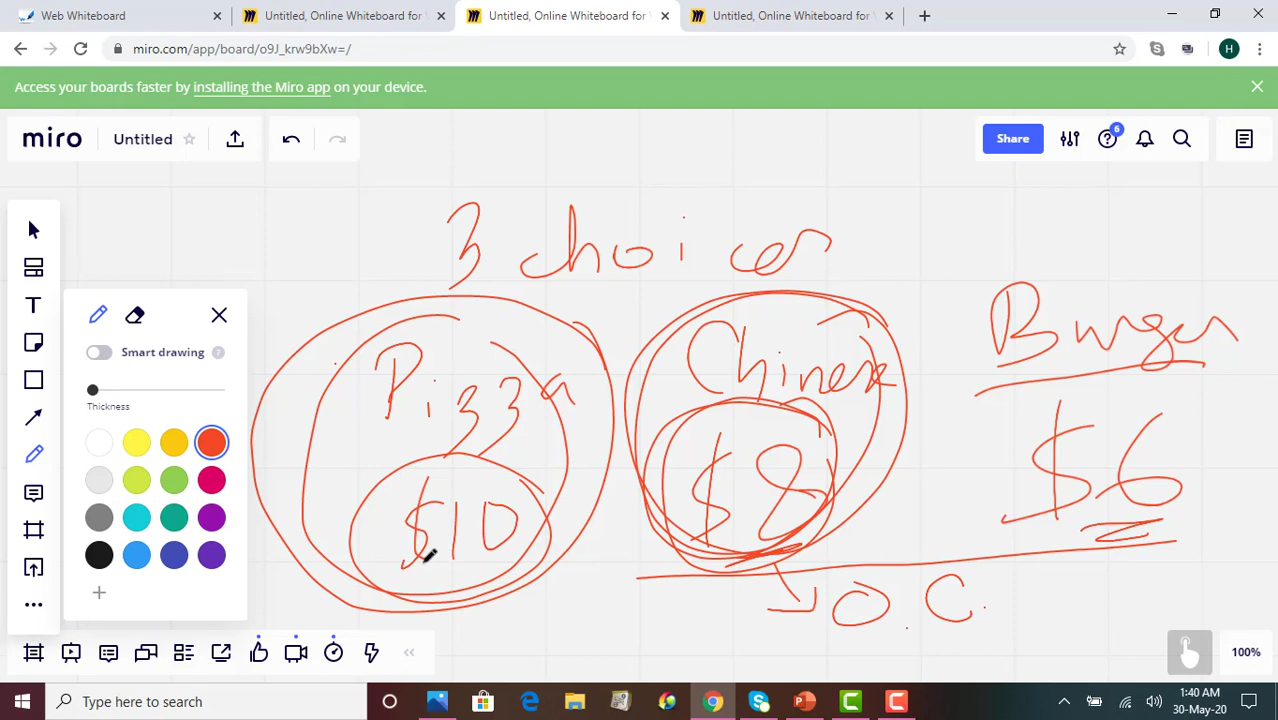 Web Whiteboard
Untitled, Online Whiteboard for
Untitled, Online Whiteboard for
Untitled, Online Whiteboard for
miro.com/app/board/o9J_krw9bXw=/
H
Access your boards faster by installing the Miro app on your device.
miro
Untitled
Share
6
3 choices
Smart drawing
Thickness
T
Pizza
$10
Chinese
$8
Burger
$6
O.C.
100%
Type here to search
1:40 AM
30-May-20